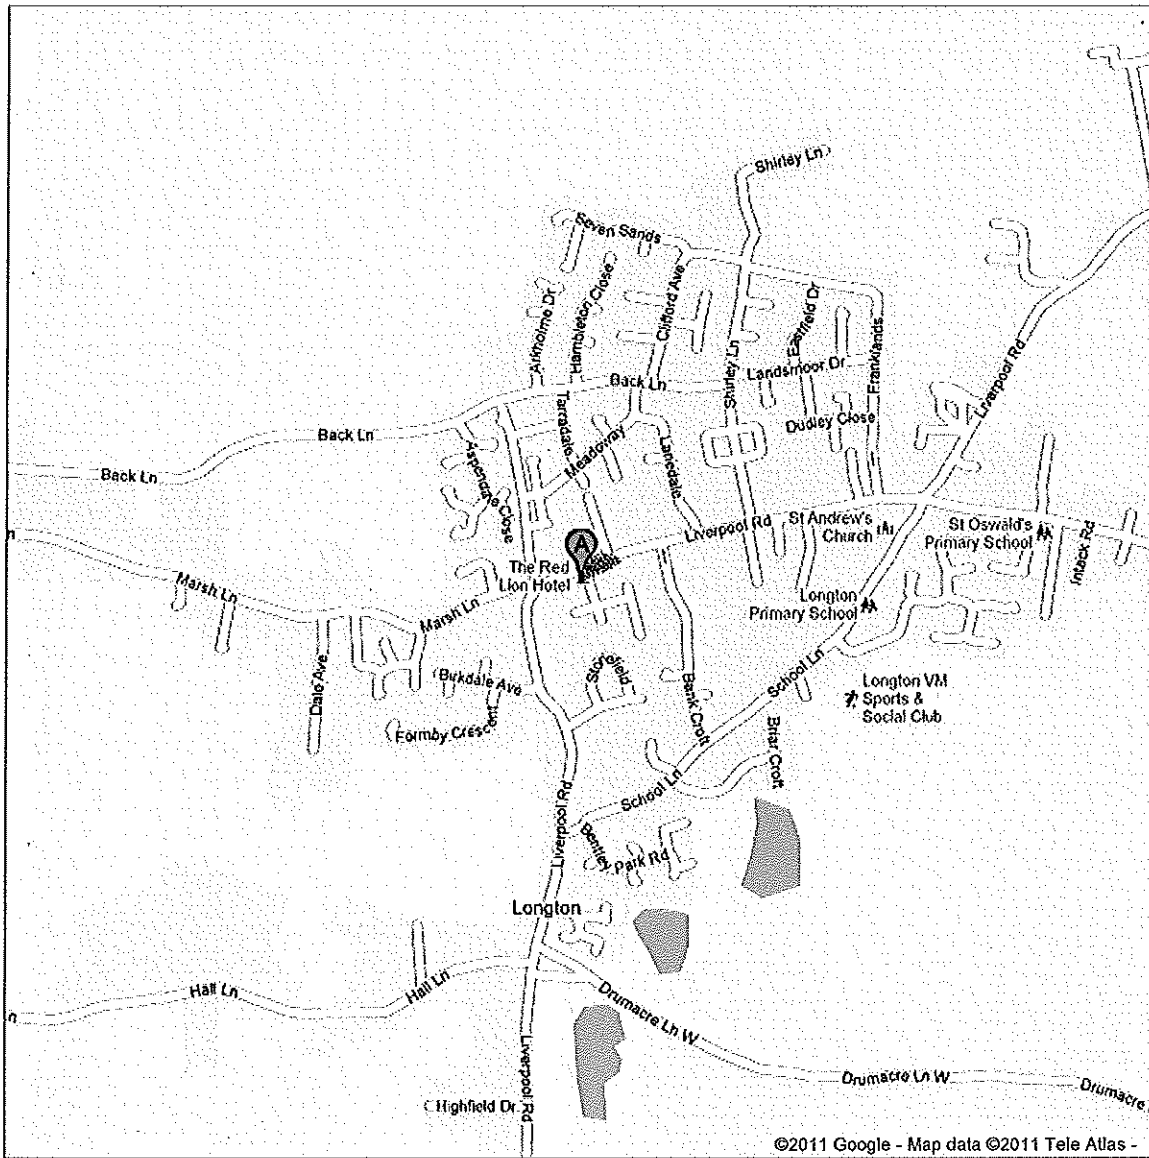 Shirley Ln
Seven Sands
Arkholme Dr
Hambleton Close
Clifford Ave
Eastfield Dr
Franklands
Shirley Ln
Landsmoor Dr
Liverpool Rd
Back Ln
Back Ln
Back Ln
Tarradale
Meadoway
Lanedale
Dudley Close
Aspendale Close
Liverpool Rd
St Andrew's
Church
St Oswald's
Primary School
Intack Rd
A
The Red
Lion Hotel
n
Marsh Ln
Marsh Ln
Longton
Primary School
School Ln
Longton VM
Sports &
Social Club
Dale Ave
Birkdale Ave
Formby Crescent
Stonefield
Bank Croft
Briar Croft
School Ln
Liverpool Rd
Bentley
Park Rd
Longton
Hall Ln
Hall Ln
n
Drumacre Ln W
Drumacre Ln W
Drumacre
Liverpool Rd
Highfield Dr
©2011 Google - Map data ©2011 Tele Atlas -